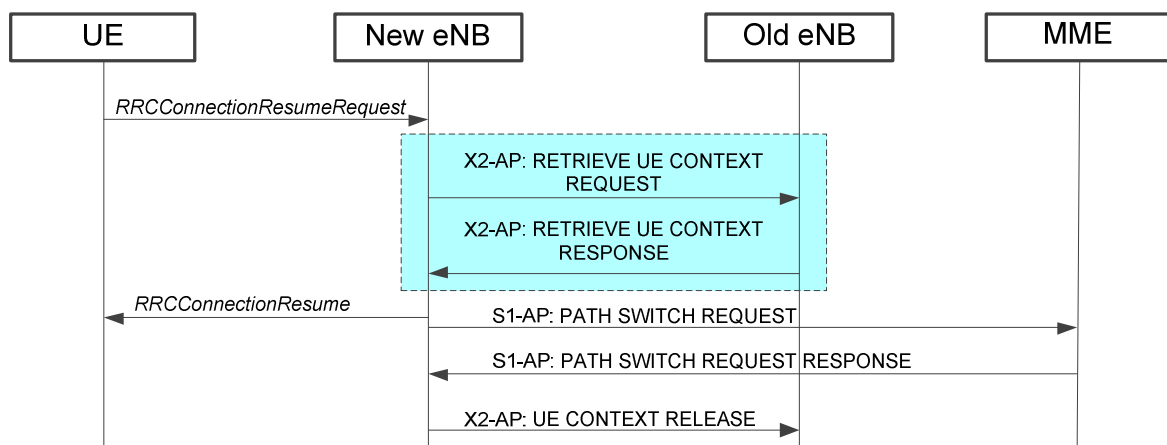 UE
New eNB
Old eNB
MME
RRCConnectionResumeRequest
X2-AP: RETRIEVE UE CONTEXT
REQUEST
X2-AP: RETRIEVE UE CONTEXT
RESPONSE
RRCConnectionResume
S1-AP: PATH SWITCH REQUEST
S1-AP: PATH SWITCH REQUEST RESPONSE
X2-AP: UE CONTEXT RELEASE